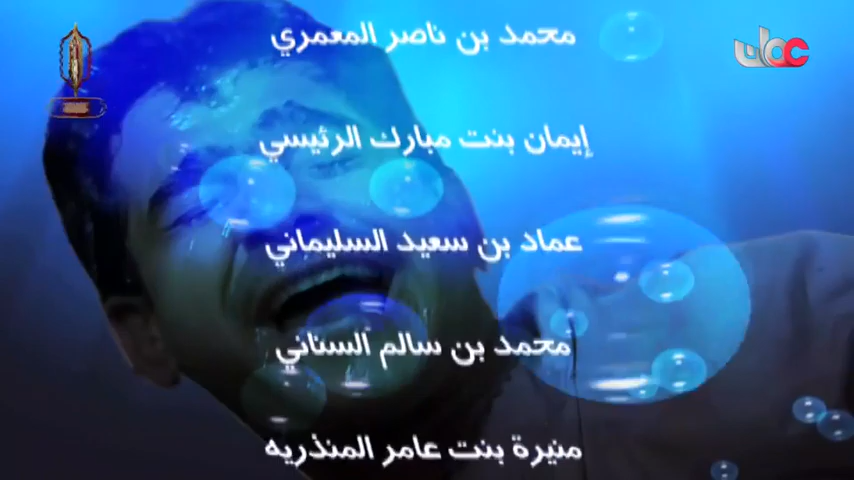 محمد بن ناصر المعمري
عمان
إيمان بنت مبارك الرئيسي
عماد بن سعيد السليماني
محمد بن سالم السناني
منيرة بنت عامر المنذريه